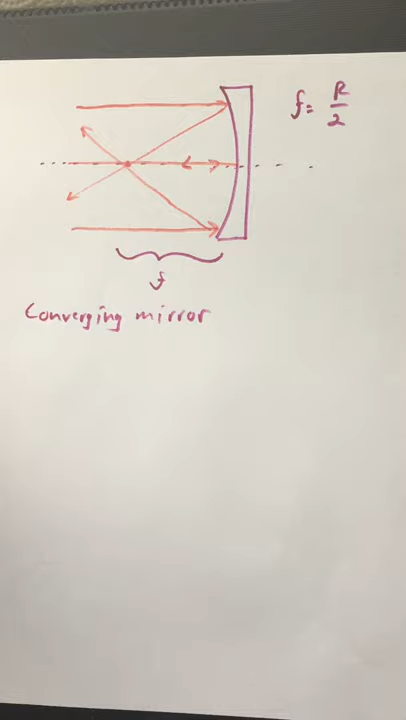 f = R/2
f
Converging mirror